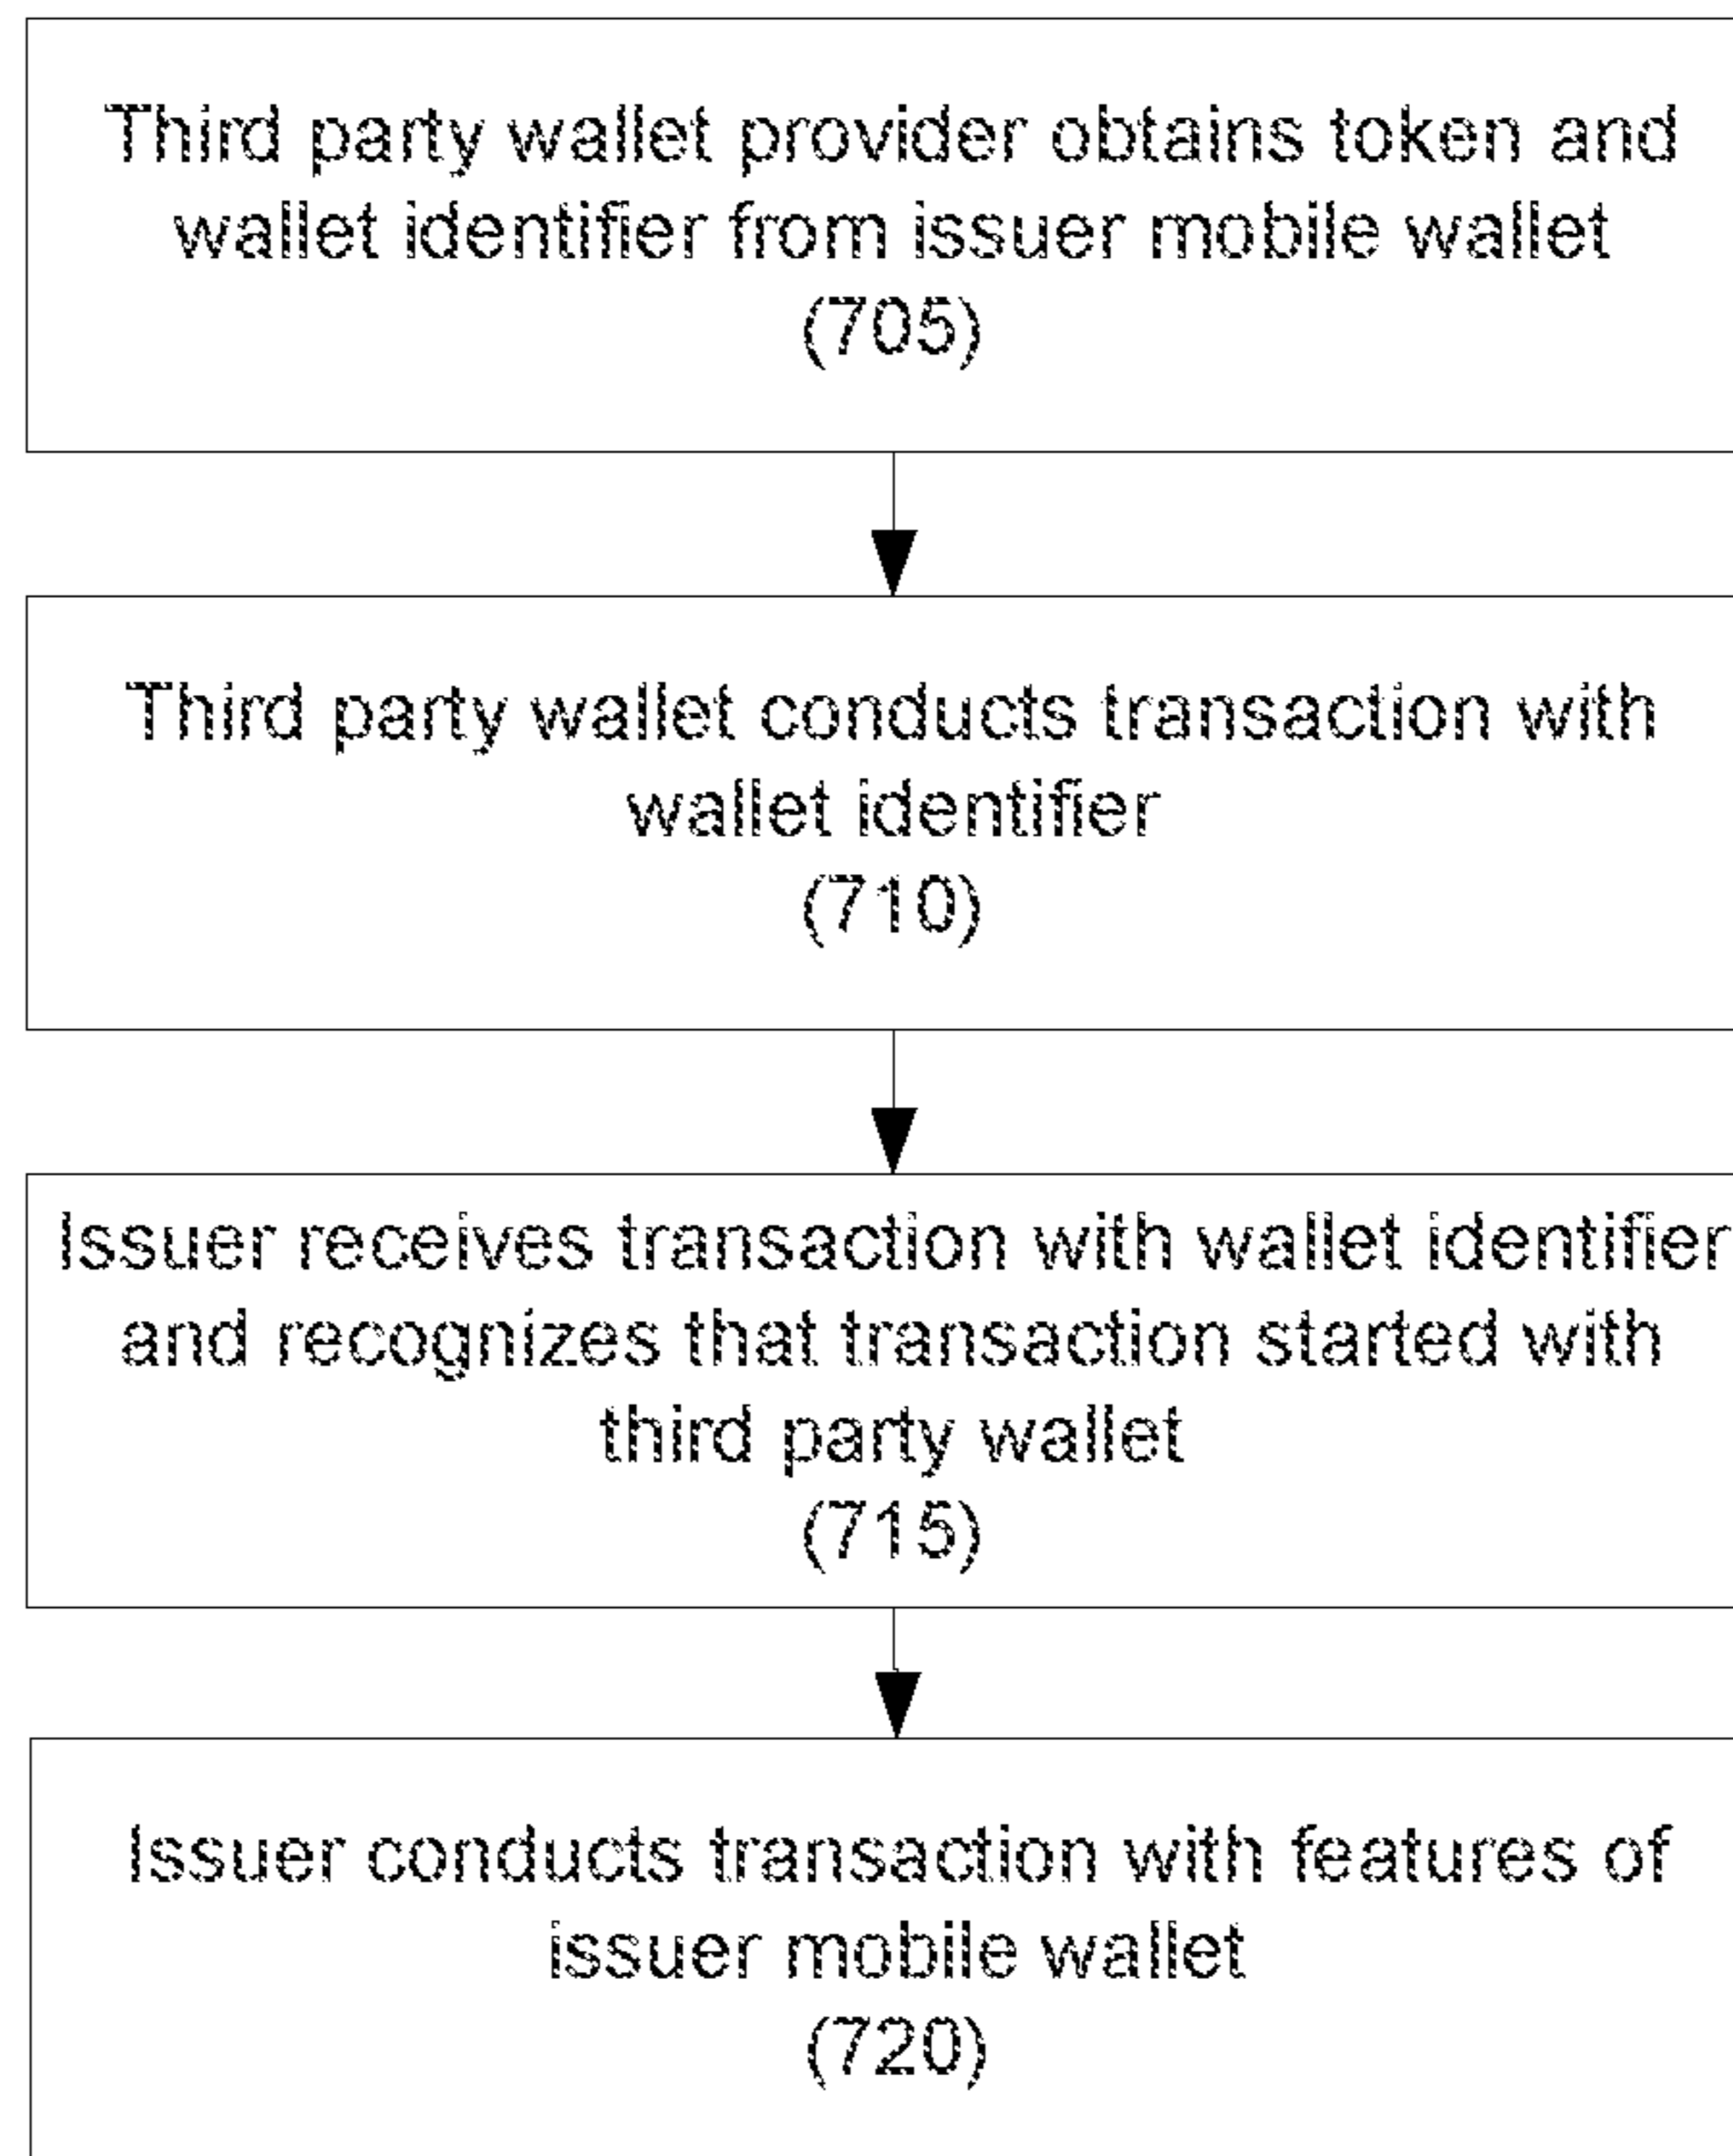 Third party wallet provider obtains token and
wallet identifier from issuer mobile wallet
(705)
Third party wallet conducts transaction with
wallet identifier
(710)
Issuer receives transaction with wallet identifier
and recognizes that transaction started with
third party wallet
(715)
Issuer conducts transaction with features of
issuer mobile wallet
(720)